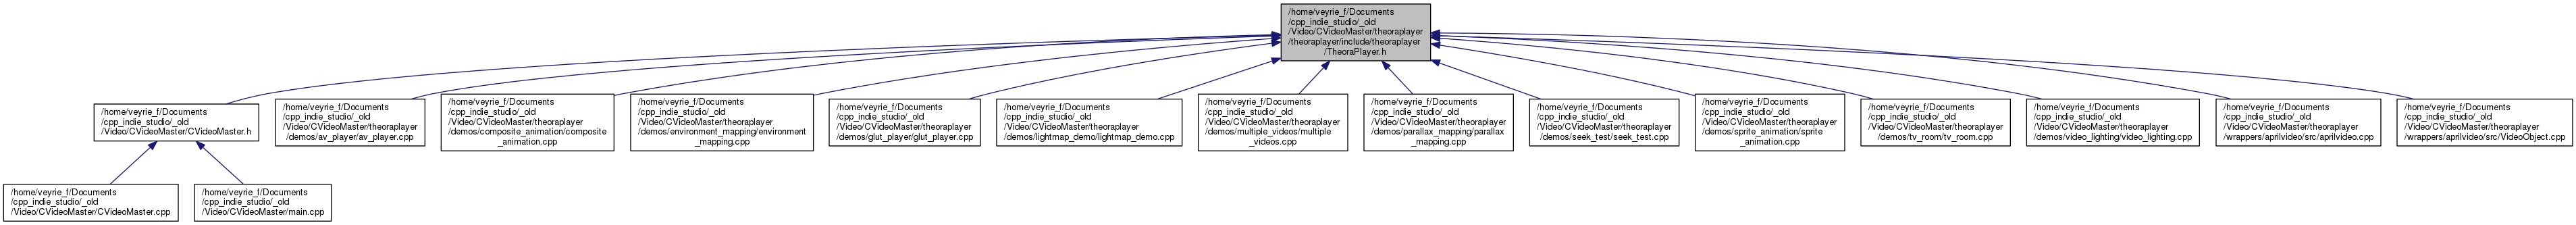 /home/veyrie_f/Documents
/cpp_indie_studio/_old
/Video/CVideoMaster/theoraplayer
/theoraplayer/include/theoraplayer
/TheoraPlayer.h
/home/veyrie_f/Documents
/cpp_indie_studio/_old
/Video/CVideoMaster/CVideoMaster.h
/home/veyrie_f/Documents
/cpp_indie_studio/_old
/Video/CVideoMaster/theoraplayer
/demos/av_player/av_player.cpp
/home/veyrie_f/Documents
/cpp_indie_studio/_old
/Video/CVideoMaster/theoraplayer
/demos/composite_animation/composite
_animation.cpp
/home/veyrie_f/Documents
/cpp_indie_studio/_old
/Video/CVideoMaster/theoraplayer
/demos/environment_mapping/environment
_mapping.cpp
/home/veyrie_f/Documents
/cpp_indie_studio/_old
/Video/CVideoMaster/theoraplayer
/demos/glut_player/glut_player.cpp
/home/veyrie_f/Documents
/cpp_indie_studio/_old
/Video/CVideoMaster/theoraplayer
/demos/lightmap_demo/lightmap_demo.cpp
/home/veyrie_f/Documents
/cpp_indie_studio/_old
/Video/CVideoMaster/theoraplayer
/demos/multiple_videos/multiple
_videos.cpp
/home/veyrie_f/Documents
/cpp_indie_studio/_old
/Video/CVideoMaster/theoraplayer
/demos/parallax_mapping/parallax
_mapping.cpp
/home/veyrie_f/Documents
/cpp_indie_studio/_old
/Video/CVideoMaster/theoraplayer
/demos/seek_test/seek_test.cpp
/home/veyrie_f/Documents
/cpp_indie_studio/_old
/Video/CVideoMaster/theoraplayer
/demos/sprite_animation/sprite
_animation.cpp
/home/veyrie_f/Documents
/cpp_indie_studio/_old
/Video/CVideoMaster/theoraplayer
/demos/tv_room/tv_room.cpp
/home/veyrie_f/Documents
/cpp_indie_studio/_old
/Video/CVideoMaster/theoraplayer
/demos/video_lighting/video_lighting.cpp
/home/veyrie_f/Documents
/cpp_indie_studio/_old
/Video/CVideoMaster/theoraplayer
/wrappers/aprilvideo/src/aprilvideo.cpp
/home/veyrie_f/Documents
/cpp_indie_studio/_old
/Video/CVideoMaster/theoraplayer
/wrappers/aprilvideo/src/VideoObject.cpp
/home/veyrie_f/Documents
/cpp_indie_studio/_old
/Video/CVideoMaster/CVideoMaster.cpp
/home/veyrie_f/Documents
/cpp_indie_studio/_old
/Video/CVideoMaster/main.cpp